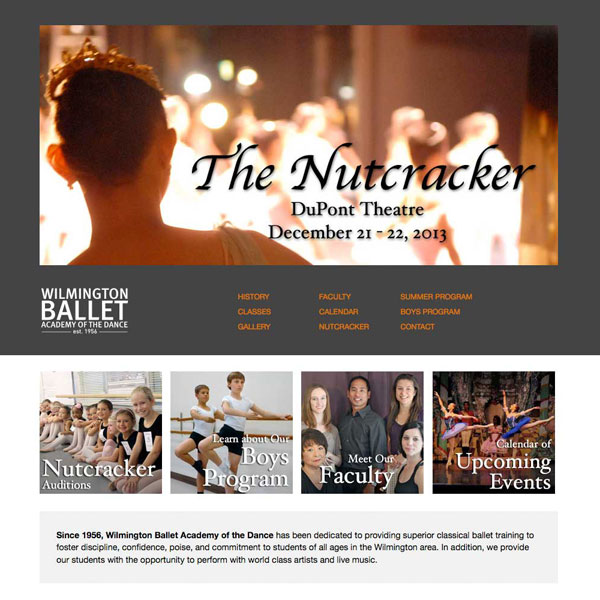 The Nutcracker
DuPont Theatre
December 21 - 22, 2013
WILMINGTON
BALLET
ACADEMY OF THE DANCE
est. 1956
HISTORY
CLASSES
GALLERY
FACULTY
CALENDAR
NUTCRACKER
SUMMER PROGRAM
BOYS PROGRAM
CONTACT
Nutcracker
Auditions
Learn about Our
Boys
Program
Meet Our
Faculty
Calendar of
Upcoming
Events
Since 1956, Wilmington Ballet Academy of the Dance has been dedicated to providing superior classical ballet training to
foster discipline, confidence, poise, and commitment to students of all ages in the Wilmington area. In addition, we provide
our students with the opportunity to perform with world class artists and live music.